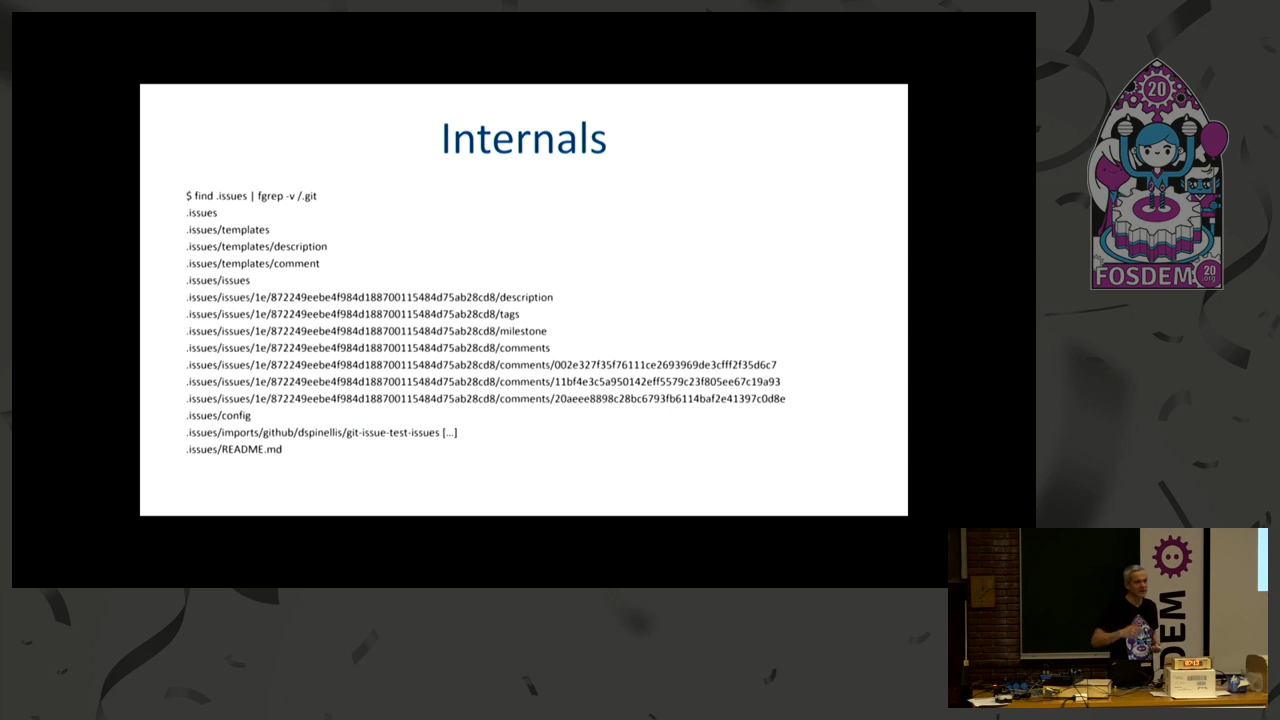 Internals
$ find .issues | fgrep -v /.git
.issues
.issues/templates
.issues/templates/description
.issues/templates/comment
.issues/issues
.issues/issues/1e/872249eebe4f984d188700115484d75ab28cd8/description
.issues/issues/1e/872249eebe4f984d188700115484d75ab28cd8/tags
.issues/issues/1e/872249eebe4f984d188700115484d75ab28cd8/milestone
.issues/issues/1e/872249eebe4f984d188700115484d75ab28cd8/comments
.issues/issues/1e/872249eebe4f984d188700115484d75ab28cd8/comments/002e327f35f76111ce2693969de3cfff2f35d6c7
.issues/issues/1e/872249eebe4f984d188700115484d75ab28cd8/comments/11bf4e3c5a950142eff5579c23f805ee67c19a93
.issues/issues/1e/872249eebe4f984d188700115484d75ab28cd8/comments/20aeee8898c28bc6793fb6114baf2e41397c0d8e
.issues/config
.issues/imports/github/dspinellis/git-issue-test-issues [...]
.issues/README.md
20
FOSDEM
20
.org
DEM